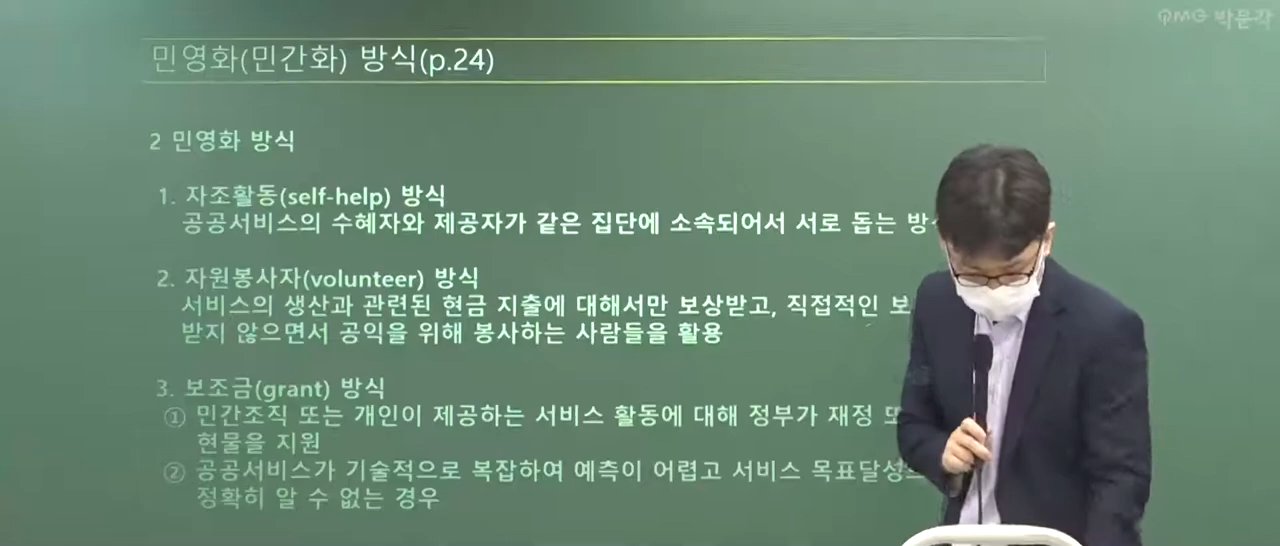 PMG 박문각
민영화(민간화) 방식(p.24)
2 민영화 방식
1. 자조활동(self-help) 방식
공공서비스의 수혜자와 제공자가 같은 집단에 소속되어서 서로 돕는
2. 자원봉사자(volunteer) 방식
서비스의 생산과 관련된 현금 지출에 대해서만 보상받고, 직접적인
받지 않으면서 공익을 위해 봉사하는 사람들을 활용
3. 보조금(grant) 방식
① 민간조직 또는 개인이 제공하는 서비스 활동에 대해 정부가 재정
현물을 지원
② 공공서비스가 기술적으로 복잡하여 예측이 어렵고 서비스 목표달성
정확히 알 수 없는 경우